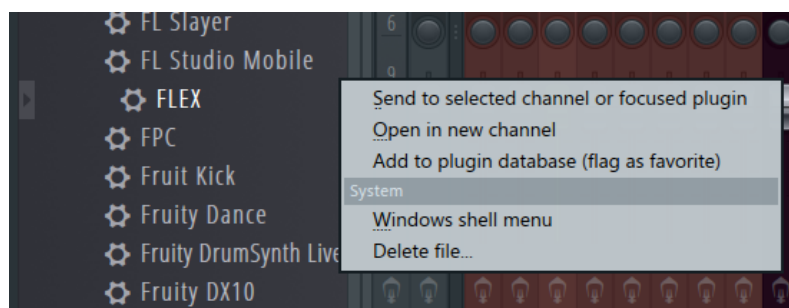 FL Slayer
FL Studio Mobile
FLEX
FPC
Fruit Kick
Fruity Dance
Fruity DrumSynth Live
Fruity DX10
6
9
Send to selected channel or focused plugin
Open in new channel
Add to plugin database (flag as favorite)
System
Windows shell menu
Delete file...